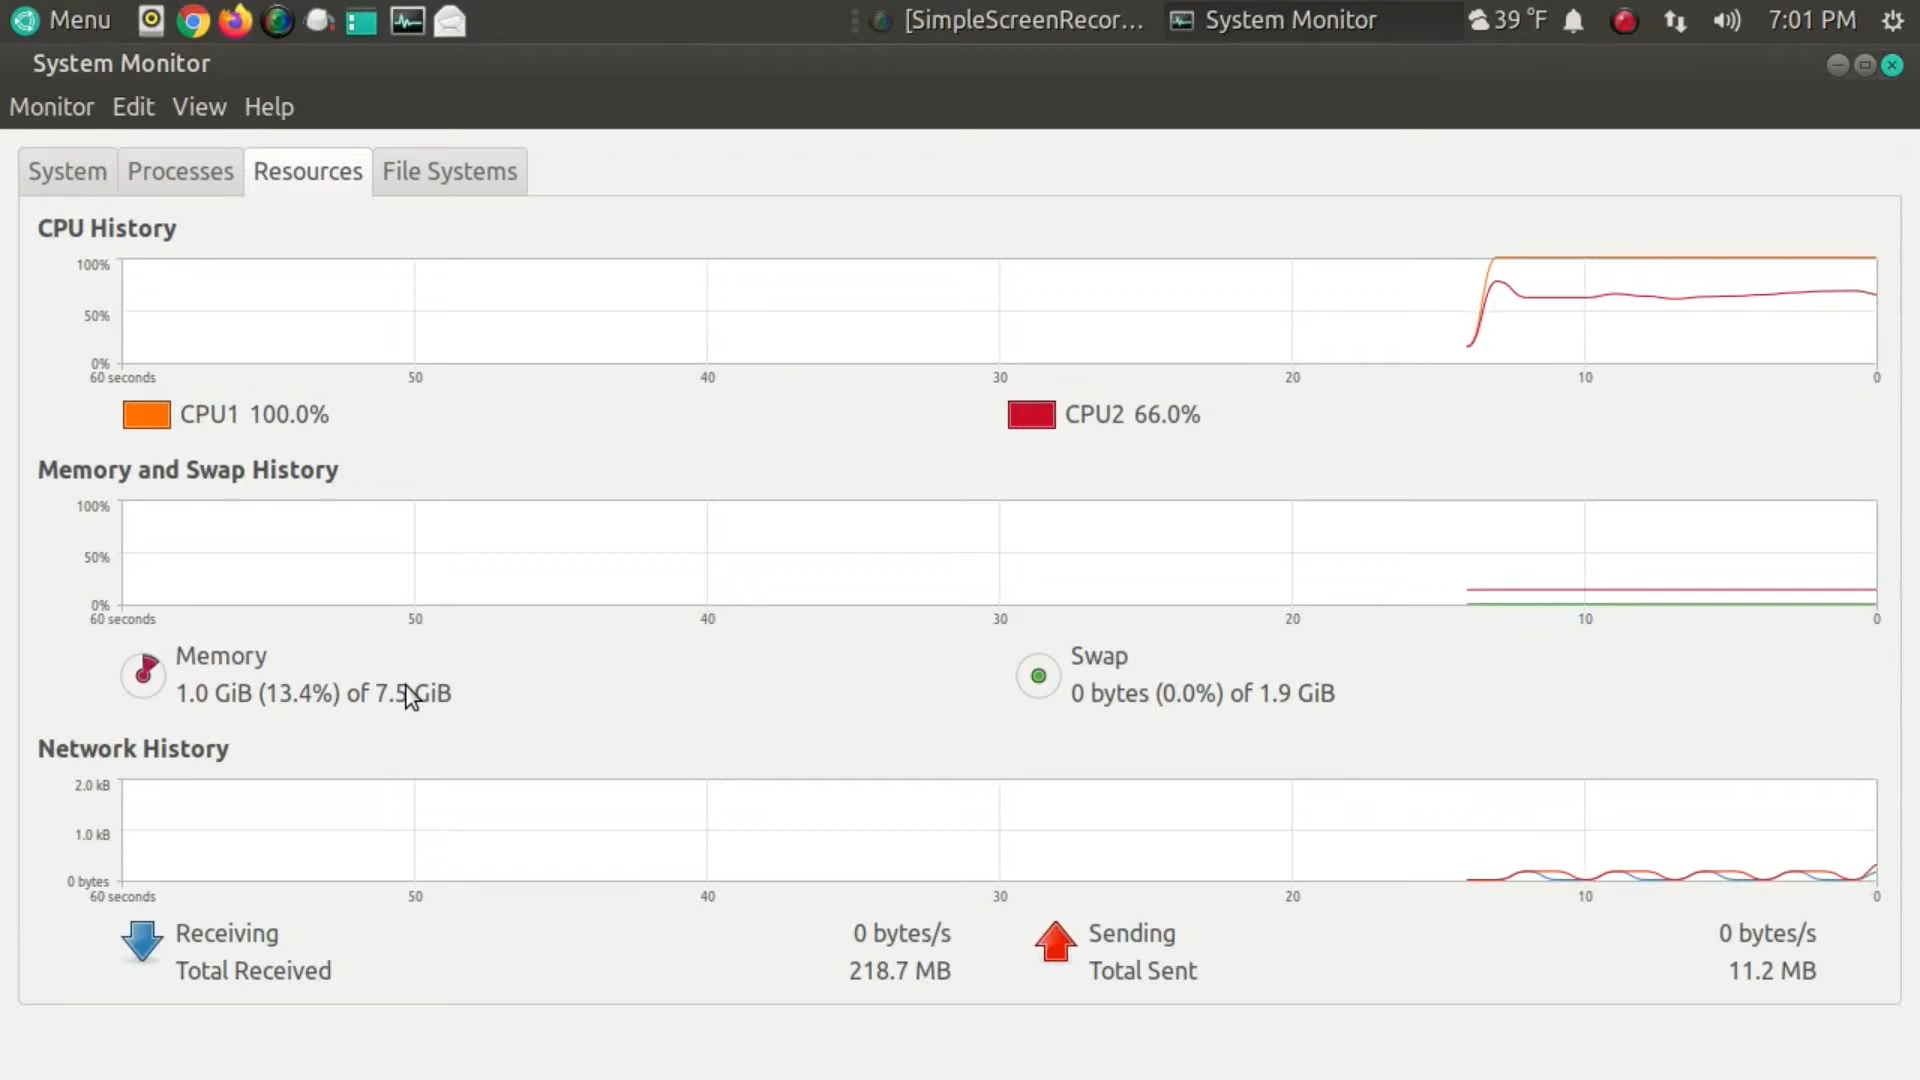 Menu [SimpleScreenRecor... System Monitor 39 °F 7:01 PM
System Monitor
Monitor Edit View Help
System Processes Resources File Systems
CPU History
100%
50%
0%
60 seconds 50 40 30 20 10 0
CPU1 100.0% CPU2 66.0%
Memory and Swap History
100%
50%
0%
60 seconds 50 40 30 20 10 0
Memory Swap
1.0 GiB (13.4%) of 7.5 GiB 0 bytes (0.0%) of 1.9 GiB
Network History
2.0 kB
1.0 kB
0 bytes
60 seconds 50 40 30 20 10 0
Receiving 0 bytes/s Sending 0 bytes/s
Total Received 218.7 MB Total Sent 11.2 MB